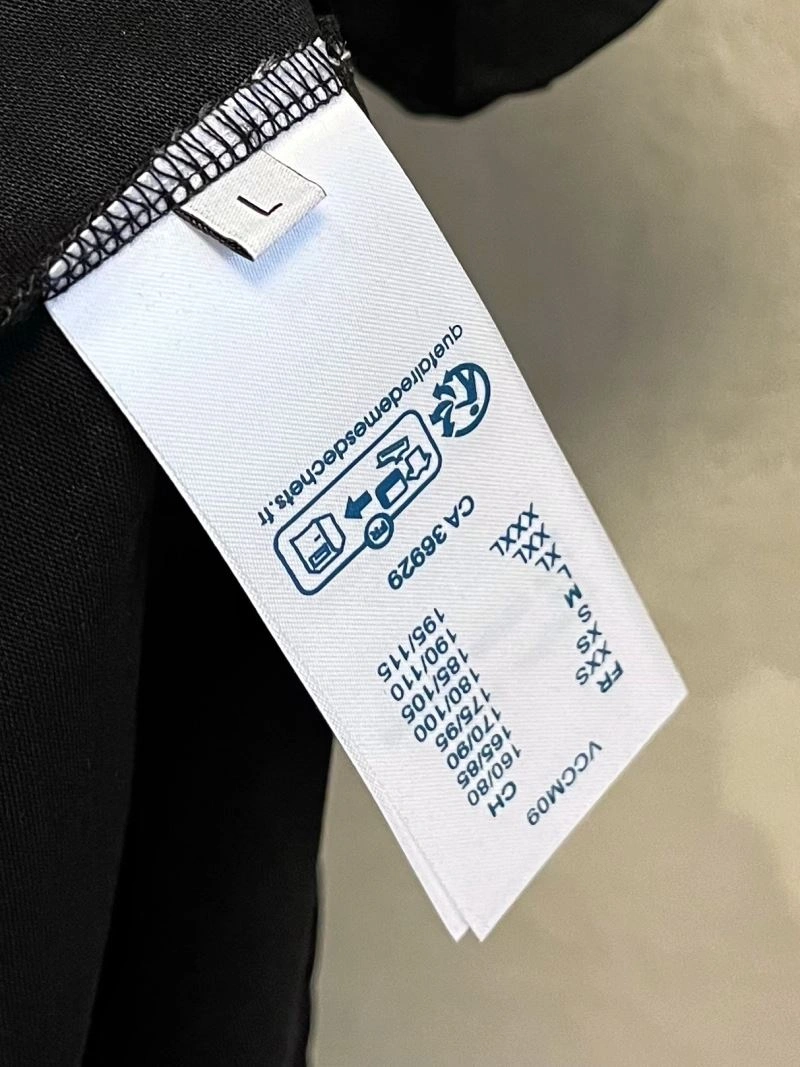 VCCM09
FR CH
XXS 160/80
XS 165/85
S 170/90
M 175/95
L 180/100
XL 185/105
XXL 190/110
XXXL 195/115
CA 36929
FR
quefairedemesdechets.fr
L